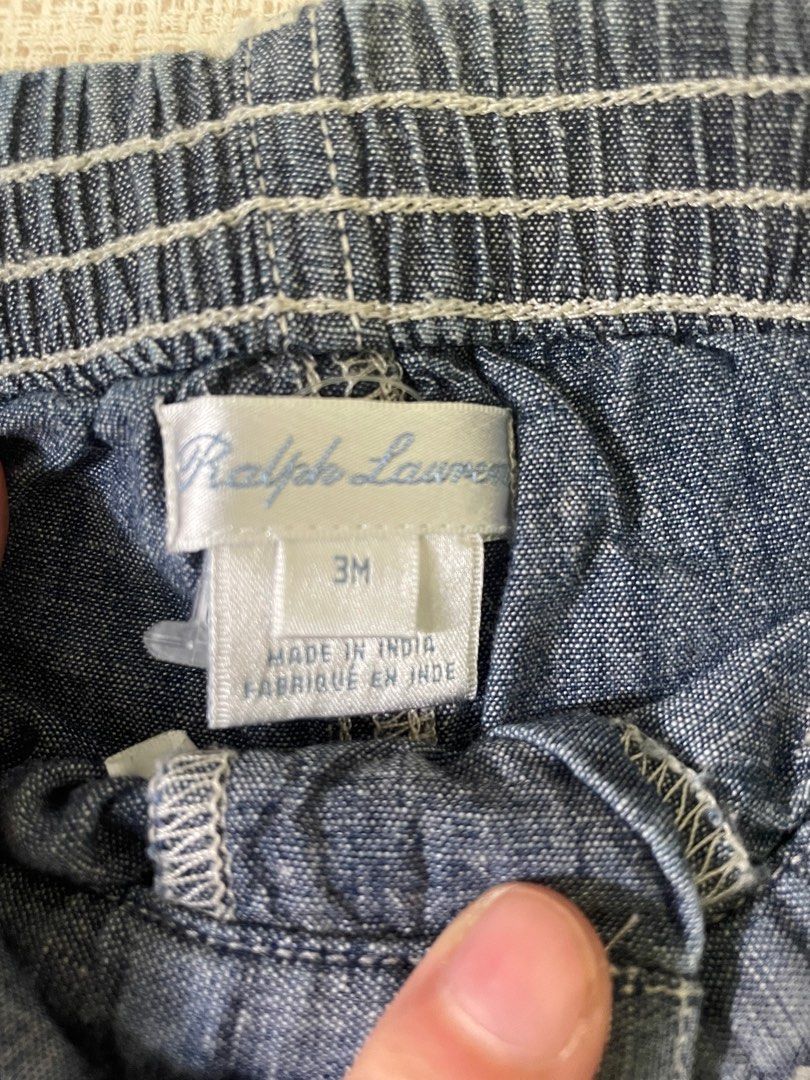 Ralph Lauren
3M
MADE IN INDIA
FABRIQUÉ EN INDE